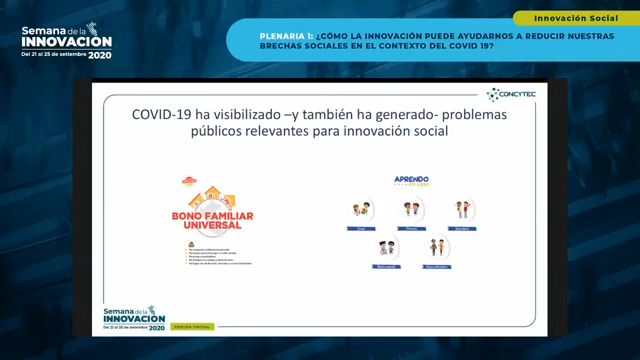 Semana de la
INNOVACIÓN
Del 21 al 25 de setiembre 2020
Innovación Social
PLENARIA 1: ¿CÓMO LA INNOVACIÓN PUEDE AYUDARNOS A REDUCIR NUESTRAS
BRECHAS SOCIALES EN EL CONTEXTO DEL COVID 19?
CONCYTEC
COVID-19 ha visibilizado –y también ha generado- problemas
públicos relevantes para innovación social
BONO FAMILIAR
UNIVERSAL
APRENDO
Semana de la
INNOVACIÓN
Del 21 al 25 de setiembre 2020
EDICIÓN VIRTUAL